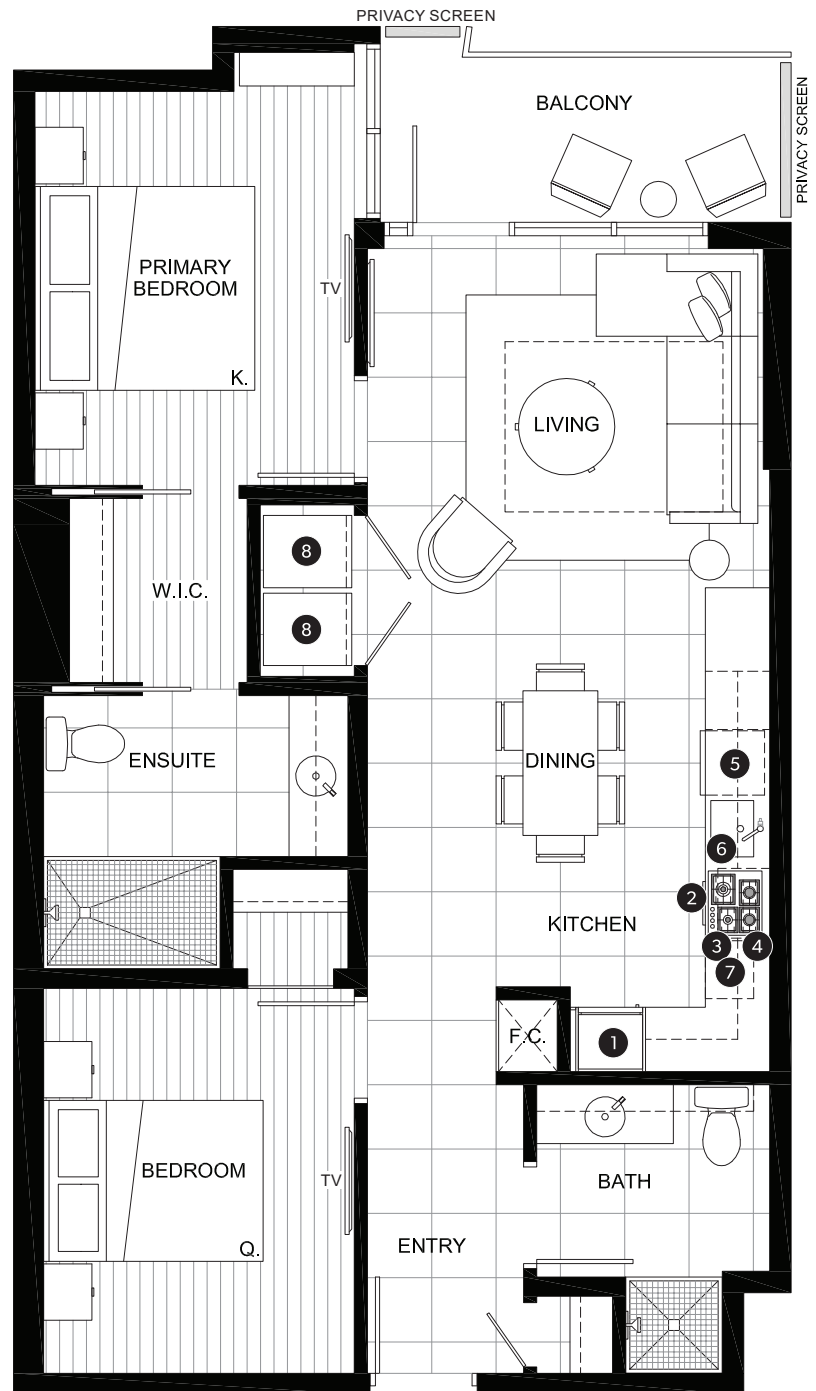 PRIVACY SCREEN
BALCONY
PRIVACY SCREEN
PRIMARY
BEDROOM
TV
K.
LIVING
8
W.I.C.
8
ENSUITE
DINING
5
6
2
KITCHEN
3
4
7
F.C.
1
BEDROOM
TV
BATH
Q.
ENTRY